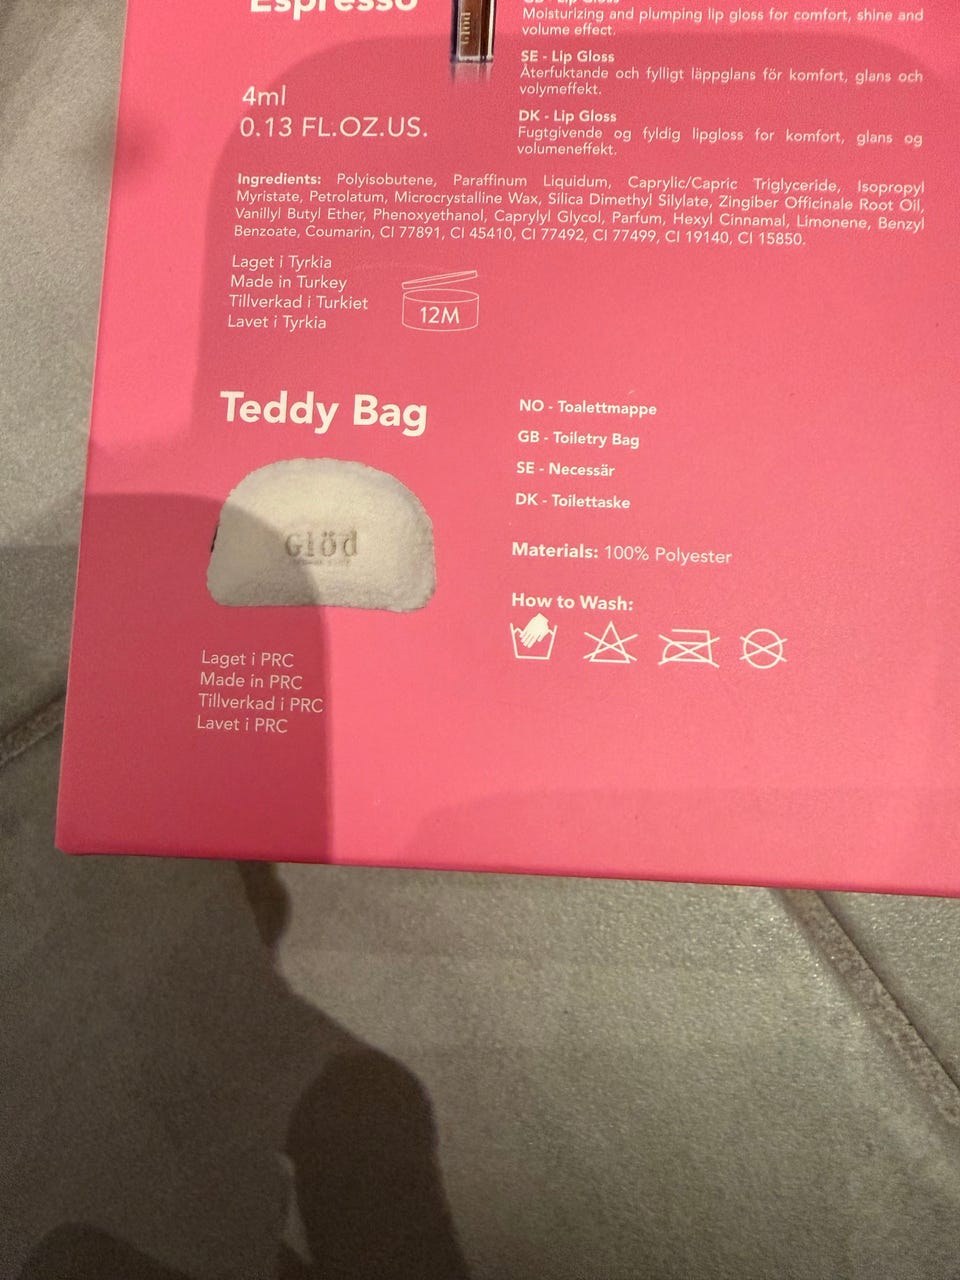 Espresso
Glöd
4ml
0.13 FL.OZ.US.
GB - Lip Gloss
Moisturizing and plumping lip gloss for comfort, shine and
volume effect.
SE - Lip Gloss
Återfuktande och fylligt läppglans för komfort, glans och
volymeffekt.
DK - Lip Gloss
Fugtgivende og fyldig lipgloss for komfort, glans og
volumeneffekt.
Ingredients: Polyisobutene, Paraffinum Liquidum, Caprylic/Capric Triglyceride, Isopropyl
Myristate, Petrolatum, Microcrystalline Wax, Silica Dimethyl Silylate, Zingiber Officinale Root Oil,
Vanillyl Butyl Ether, Phenoxyethanol, Caprylyl Glycol, Parfum, Hexyl Cinnamal, Limonene, Benzyl
Benzoate, Coumarin, CI 77891, CI 45410, CI 77492, CI 77499, CI 19140, CI 15850.
Laget i Tyrkia
Made in Turkey
Tillverkad i Turkiet
Lavet i Tyrkia
12M
Teddy Bag
Glöd
NO - Toalettmappe
GB - Toiletry Bag
SE - Necessär
DK - Toilettaske
Materials: 100% Polyester
How to Wash:
Laget i PRC
Made in PRC
Tillverkad i PRC
Lavet i PRC